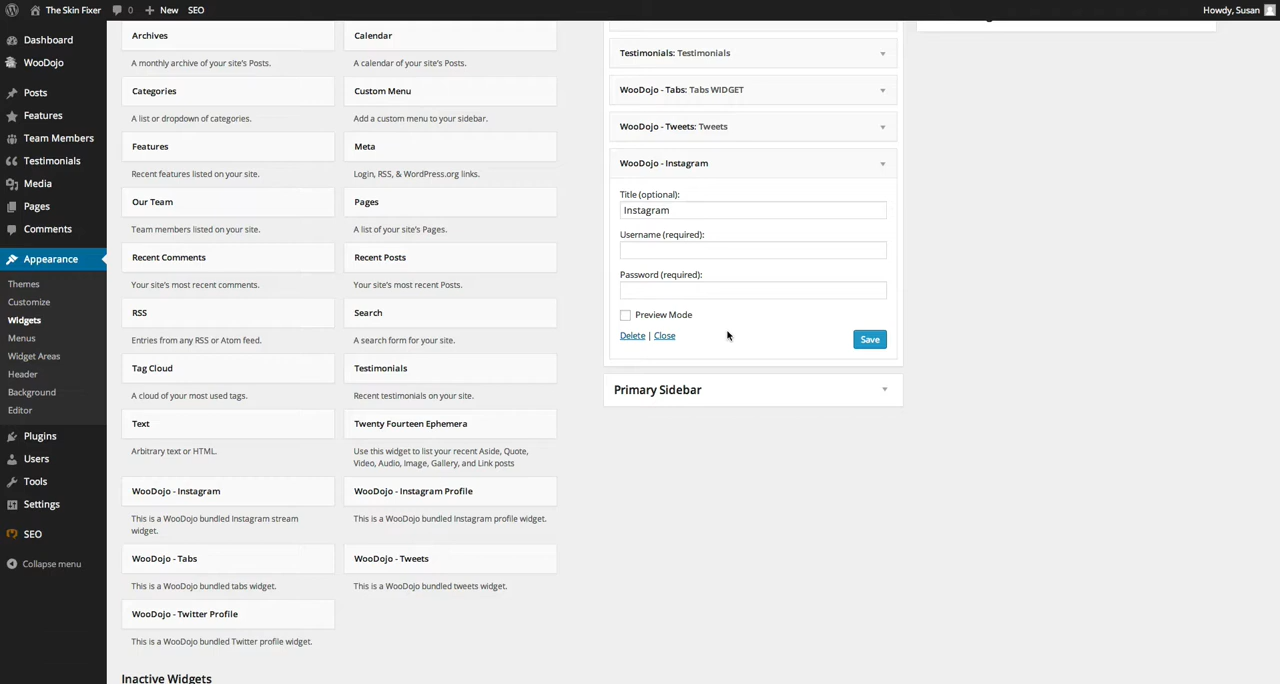 The Skin Fixer
0
New
SEO
Howdy, Susan
Dashboard
WooDojo
Posts
Features
Team Members
Testimonials
Media
Pages
Comments
Appearance
Themes
Customize
Widgets
Menus
Widget Areas
Header
Background
Editor
Plugins
Users
Tools
Settings
SEO
Collapse menu
Archives
A monthly archive of your site's Posts.
Calendar
A calendar of your site's Posts.
Categories
A list or dropdown of categories.
Custom Menu
Add a custom menu to your sidebar.
Features
Recent features listed on your site.
Meta
Login, RSS, & WordPress.org links.
Our Team
Team members listed on your site.
Pages
A list of your site's Pages.
Recent Comments
Your site's most recent comments.
Recent Posts
Your site's most recent Posts.
RSS
Entries from any RSS or Atom feed.
Search
A search form for your site.
Tag Cloud
A cloud of your most used tags.
Testimonials
Recent testimonials on your site.
Text
Arbitrary text or HTML.
Twenty Fourteen Ephemera
Use this widget to list your recent Aside, Quote,
Video, Audio, Image, Gallery, and Link posts
WooDojo - Instagram
This is a WooDojo bundled Instagram stream
widget.
WooDojo - Instagram Profile
This is a WooDojo bundled Instagram profile widget.
WooDojo - Tabs
This is a WooDojo bundled tabs widget.
WooDojo - Tweets
This is a WooDojo bundled tweets widget.
WooDojo - Twitter Profile
This is a WooDojo bundled Twitter profile widget.
Inactive Widgets
Testimonials: Testimonials
WooDojo - Tabs: Tabs WIDGET
WooDojo - Tweets: Tweets
WooDojo - Instagram
Title (optional):
Instagram
Username (required):
Password (required):
Preview Mode
Delete | Close
Save
Primary Sidebar